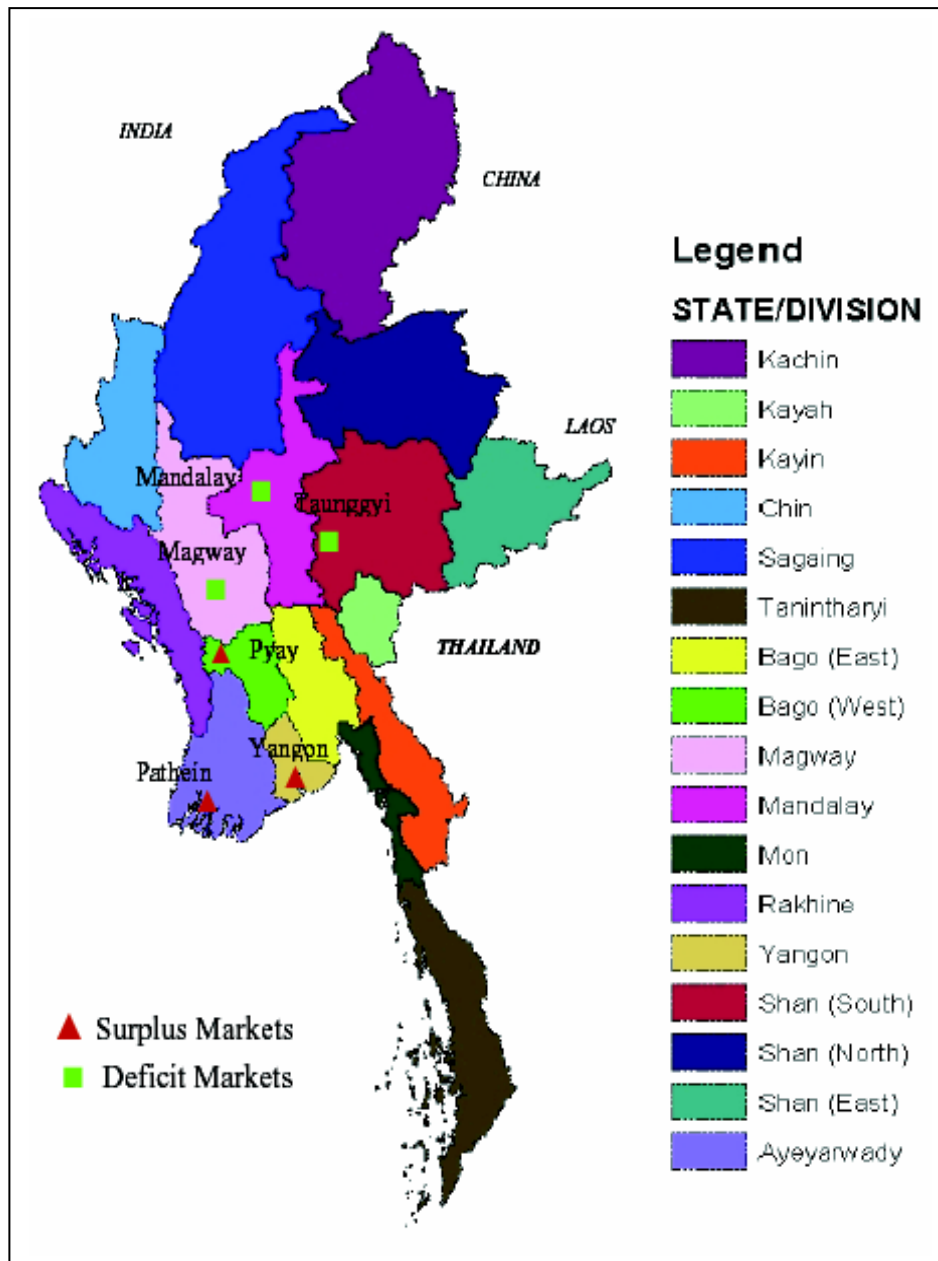 INDIA
CHINA
LAOS
Mandalay
Taunggyi
Magway
THAILAND
Pyay
Yangon
Pathein
Surplus Markets
Deficit Markets
Legend
STATE/DIVISION
Kachin
Kayah
Kayin
Chin
Sagaing
Tanintharyi
Bago (East)
Bago (West)
Magway
Mandalay
Mon
Rakhine
Yangon
Shan (South)
Shan (North)
Shan (East)
Ayeyarwady